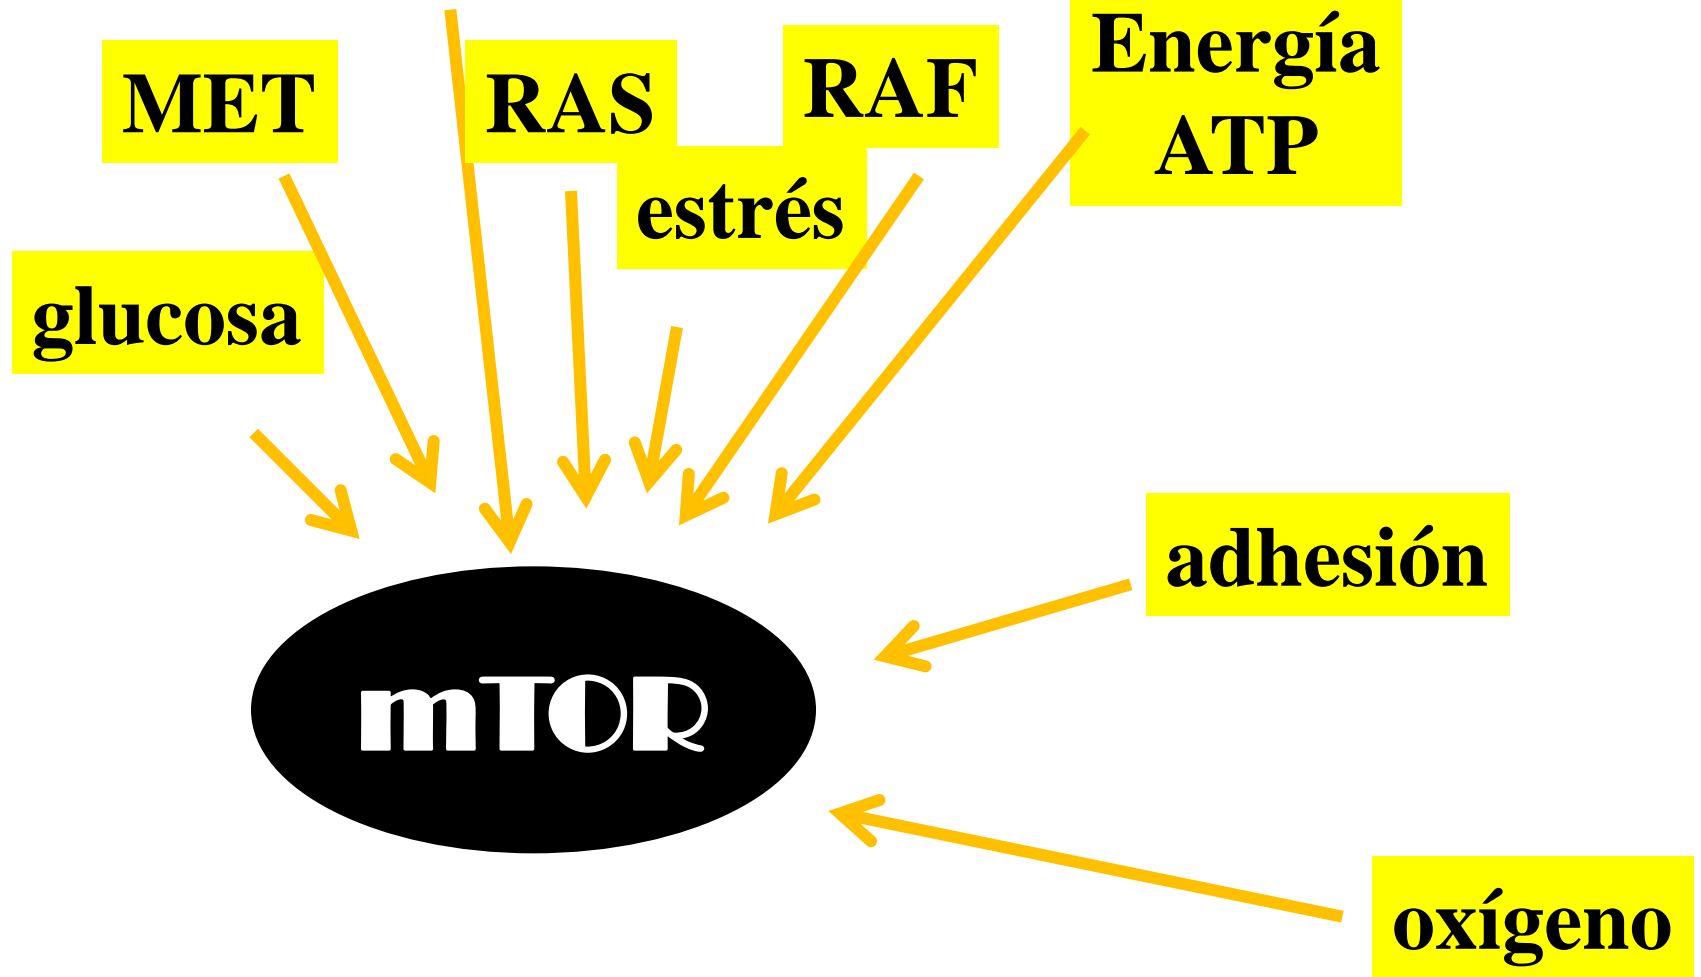 MET
RAS
RAF
Energía
ATP
estrés
glucosa
adhesión
mTOR
oxígeno